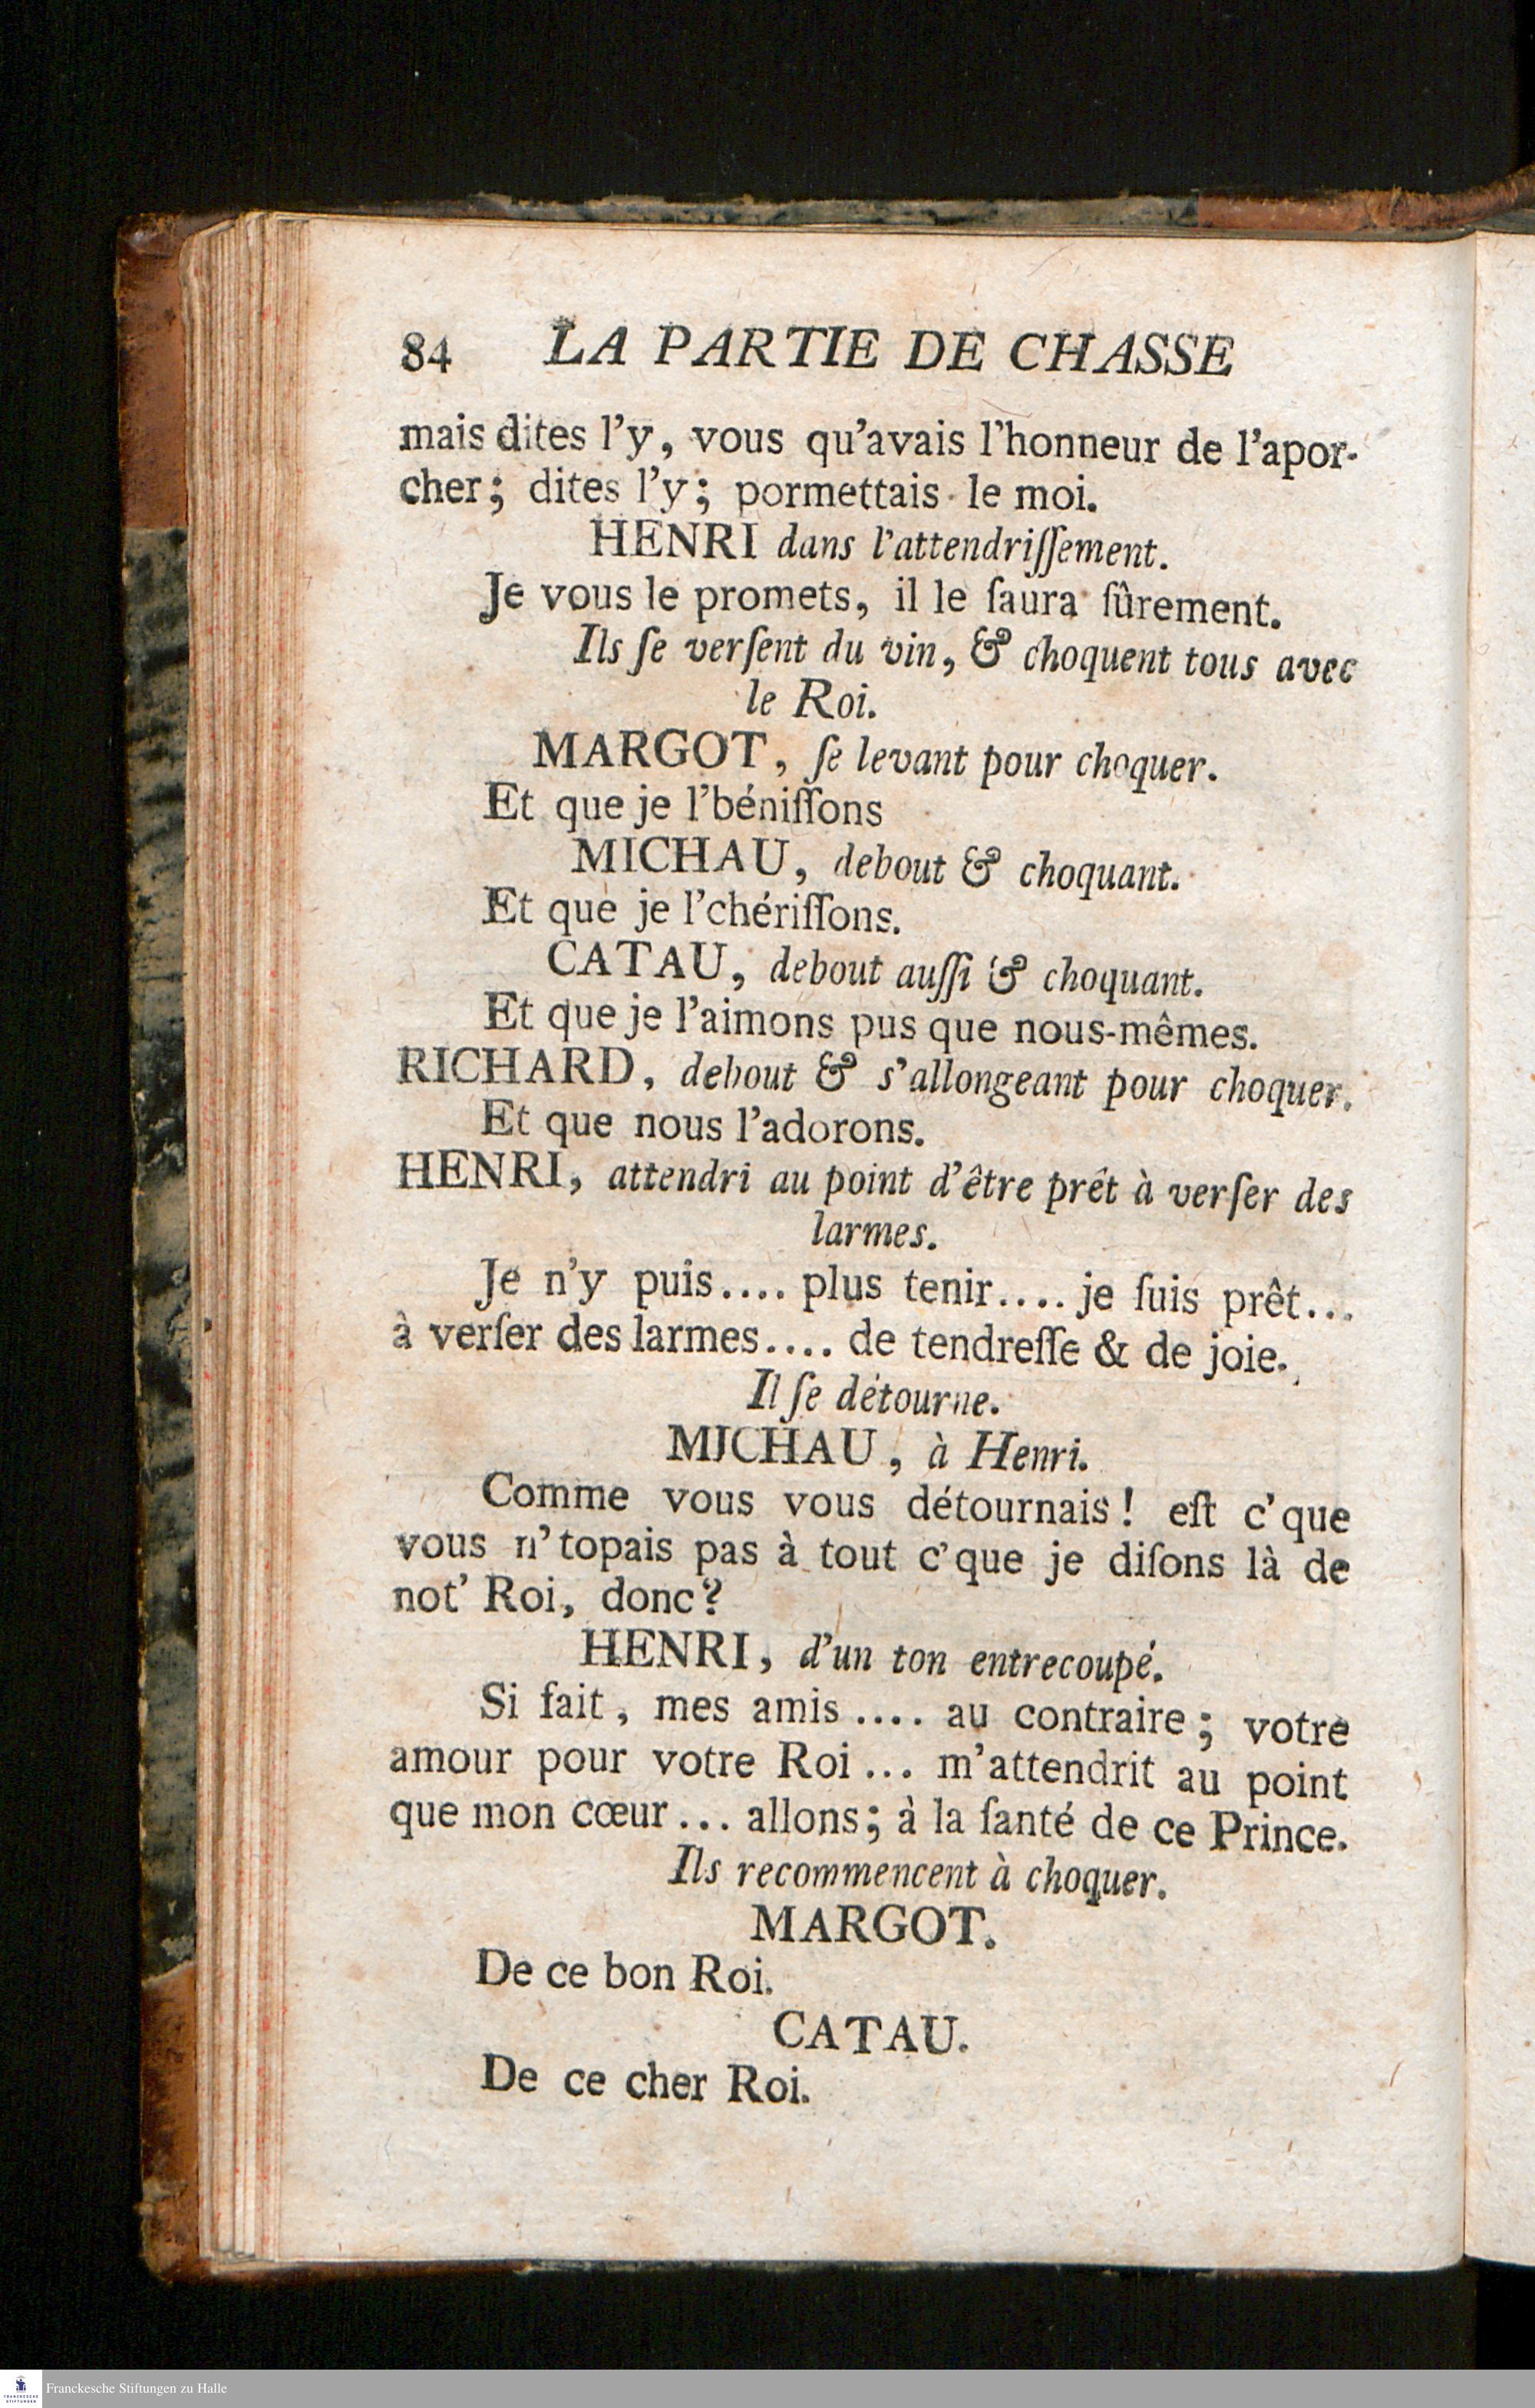 84 LA PARTIE DE CHASSE
mais dites l'y, vous qu'avais l'honneur de l'apor-
cher; dites l'y; pormettais-le moi.
HENRI dans l'attendriſſement.
Je vous le promets, il le ſaura ſûrement.
Ils ſe verſent du vin, & choquent tous avec
le Roi.
MARGOT, ſe levant pour choquer.
Et que je l'béniſſons
MICHAU, debout & choquant.
Et que je l'chériſſons.
CATAU, debout auſſi & choquant.
Et que je l'aimons pus que nous-mêmes.
RICHARD, debout & s'allongeant pour choquer.
Et que nous l'adorons.
HENRI, attendri au point d'être prêt à verſer des
larmes.
Je n'y puis.... plus tenir.... je ſuis prêt...
à verſer des larmes.... de tendreſſe & de joie.
Il ſe détourne.
MJCHAU, à Henri.
Comme vous vous détournais! eſt c'que
vous n'topais pas à tout c'que je diſons là de
not' Roi, donc?
HENRI, d'un ton entrecoupé.
Si fait, mes amis .... au contraire; votre
amour pour votre Roi ... m'attendrit au point
que mon cœur ... allons; à la ſanté de ce Prince.
Ils recommencent à choquer.
MARGOT.
De ce bon Roi.
CATAU.
De ce cher Roi.
FRANCKESCHE STIFTUNGEN
Franckesche Stiftungen zu Halle